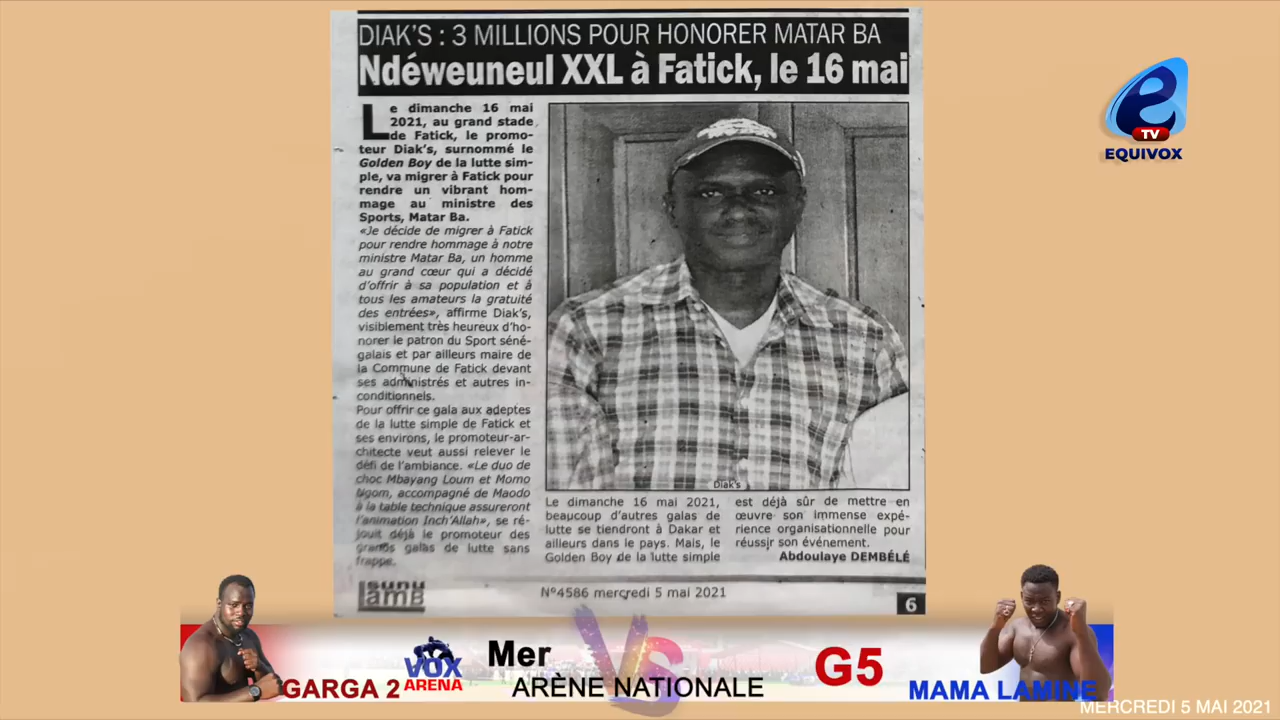 DIAK'S : 3 MILLIONS POUR HONORER MATAR BA
Ndéweuneul XXL à Fatick, le 16 mai
Le dimanche 16 mai
2021, au grand stade
de Fatick, le promo-
teur Diak's, surnommé le
Golden Boy de la lutte sim-
ple, va migrer à Fatick pour
rendre un vibrant hom-
mage au ministre des
Sports, Matar Ba.
«Je décide de migrer à Fatick
pour rendre hommage à notre
ministre Matar Ba, un homme
au grand cœur qui a décidé
d'offrir à sa population et à
tous les amateurs la gratuité
des entrées», affirme Diak's,
visiblement très heureux d'ho-
norer le patron du Sport séné-
galais et par ailleurs maire de
la Commune de Fatick devant
ses administrés et autres in-
conditionnels.
Pour offrir ce gala aux adeptes
de la lutte simple de Fatick et
ses environs, le promoteur-ar-
chitecte veut aussi relever le
défi de l'ambiance. «Le duo de
choc Mbayang Loum et Momo
Ngom, accompagné de Maodo
à la table technique assureront
l'animation Inch'Allah», se ré-
jouit déjà le promoteur des
grands galas de lutte sans
frappe.
Diak's
Le dimanche 16 mai 2021,
beaucoup d'autres galas de
lutte se tiendront à Dakar et
ailleurs dans le pays. Mais, le
Golden Boy de la lutte simple
est déjà sûr de mettre en
œuvre son immense expé-
rience organisationnelle pour
réussir son événement.
Abdoulaye DEMBÉLÉ
sunu
lamb
N°4586 mercredi 5 mai 2021
6
e
TV
EQUIVOX
GARGA 2
VOX
ARENA
Mer
ARÈNE NATIONALE
VS
G5
MAMA LAMINE
MERCREDI 5 MAI 2021